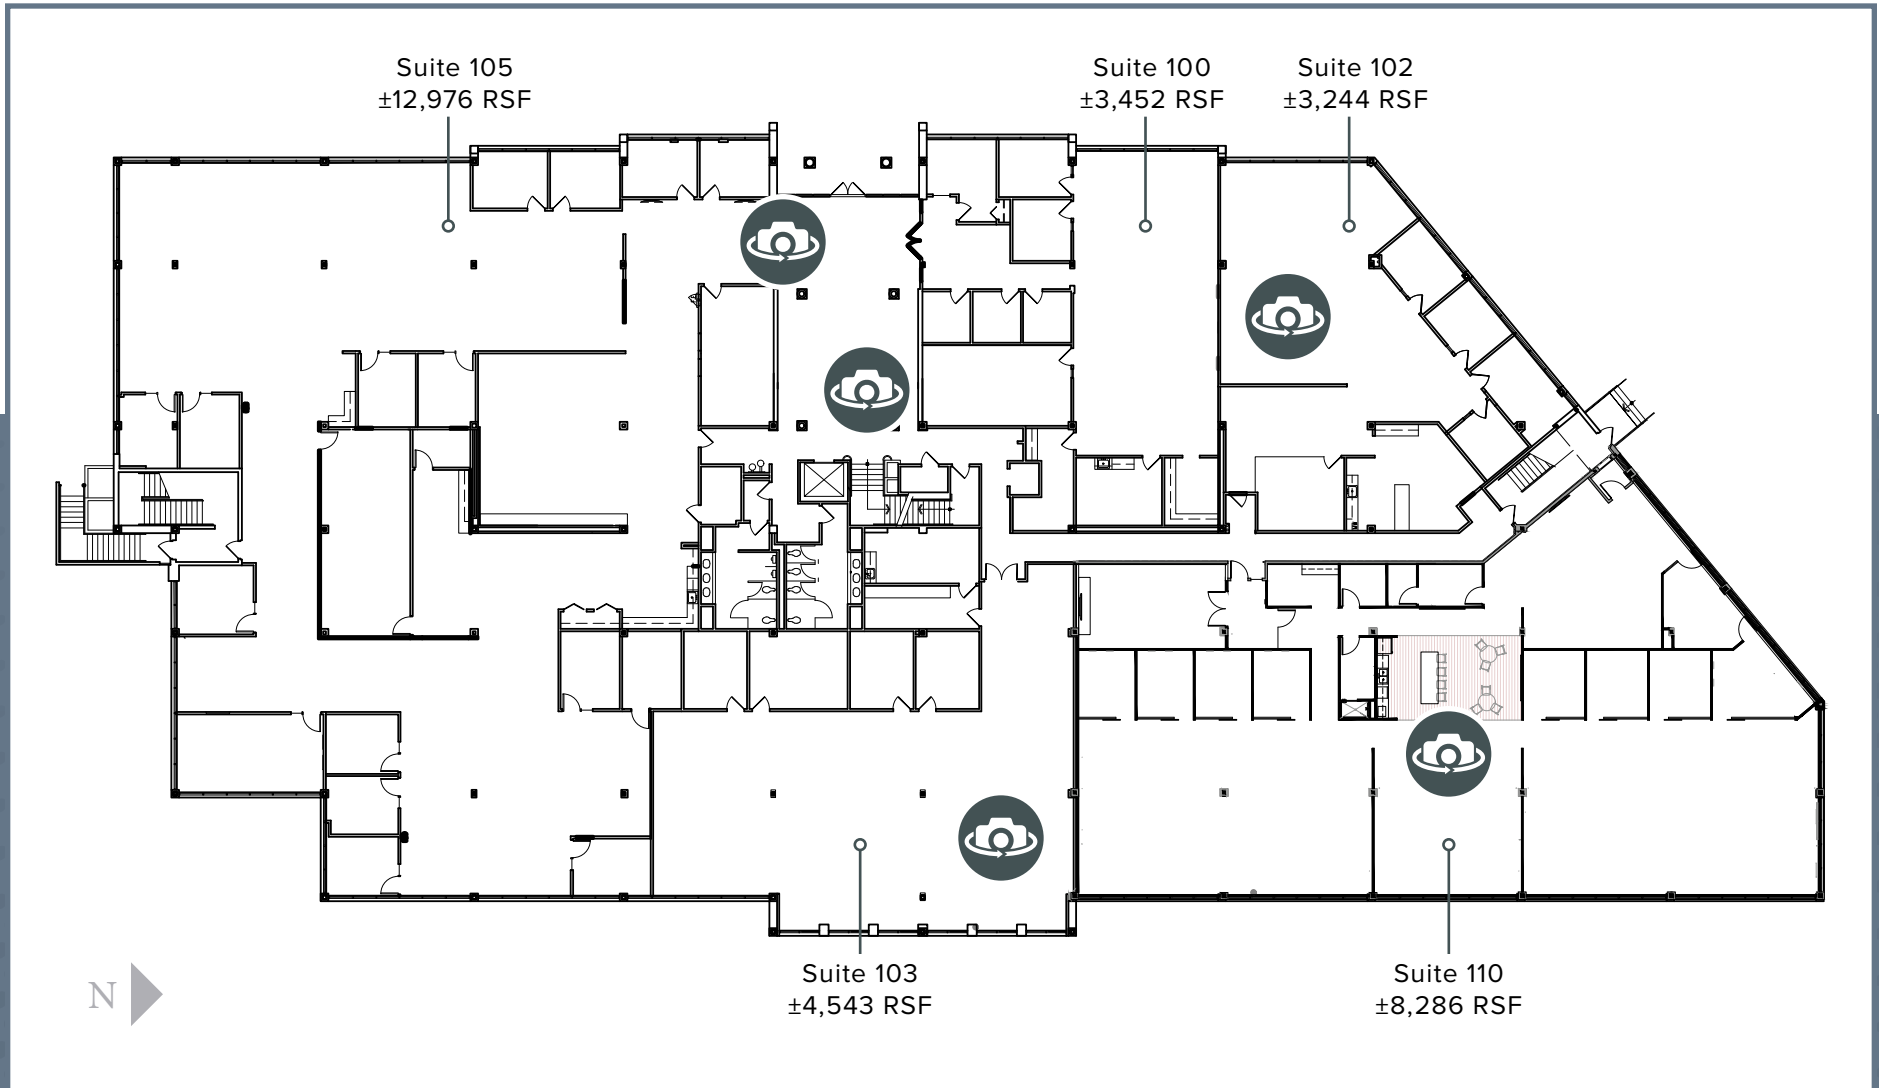 Suite 105
±12,976 RSF
Suite 100
±3,452 RSF
Suite 102
±3,244 RSF
Suite 103
±4,543 RSF
Suite 110
±8,286 RSF
N